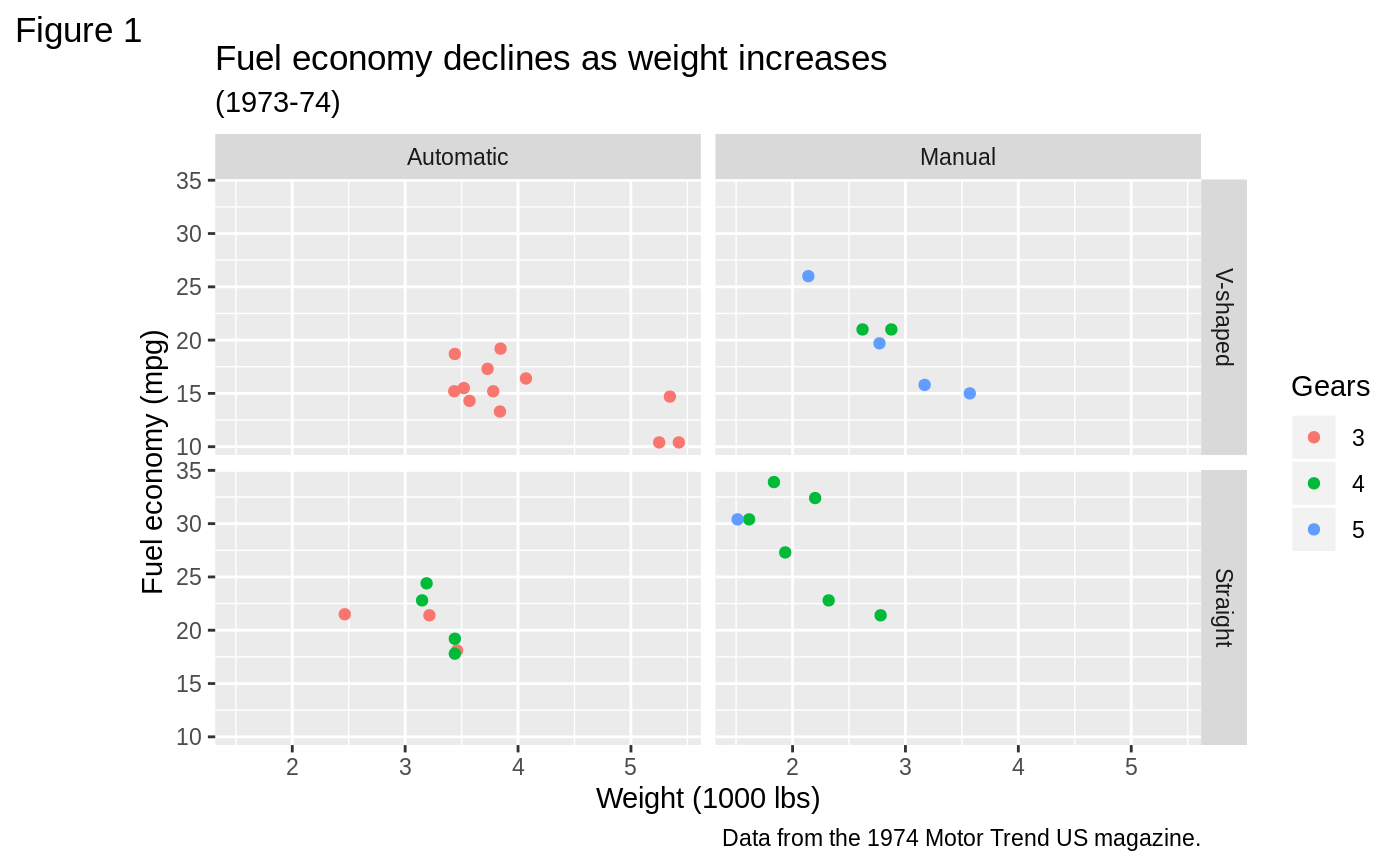 Figure 1
Fuel economy declines as weight increases
(1973-74)
Automatic
Manual
35
30
25
20
15
10
V-shaped
Fuel economy (mpg)
35
30
25
20
15
10
Straight
2
3
4
5
2
3
4
5
Weight (1000 lbs)
Gears
3
4
5
Data from the 1974 Motor Trend US magazine.